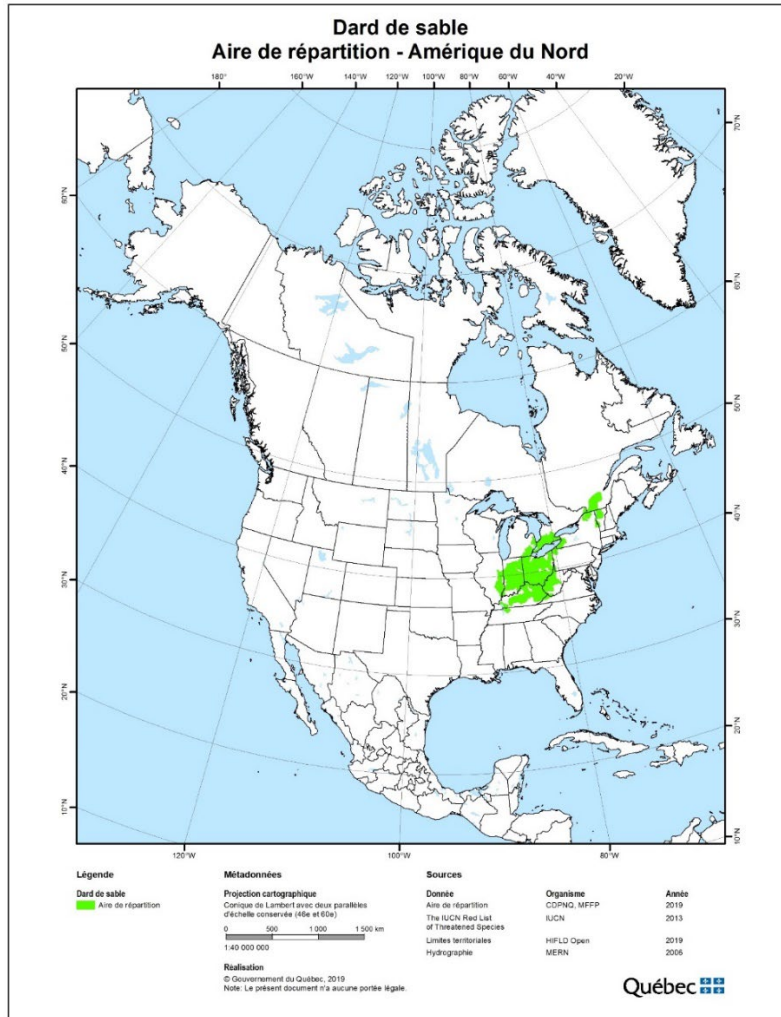 Dard de sable
Aire de répartition - Amérique du Nord
180° 160°W 140°W 120°W 100°W 80°W 60°W 40°W 20°W
70°N
60°N
60°N
50°N
50°N
40°N
40°N
30°N
30°N
20°N
20°N
10°N
10°N
120°W 100°W 80°W
Légende
Dard de sable
Aire de répartition
Métadonnées
Projection cartographique
Conique de Lambert avec deux parallèles
d'échelle conservée (46e et 60e)
0 500 1 000 1 500 km
1:40 000 000
Réalisation
© Gouvernement du Québec, 2019
Note: Le présent document n'a aucune portée légale.
Sources
Donnée Organisme Année
Aire de répartition CDPNQ, MFFP 2019
The IUCN Red List IUCN 2013
of Threatened Species
Limites territoriales HIFLD Open 2019
Hydrographie MERN 2006
Québec